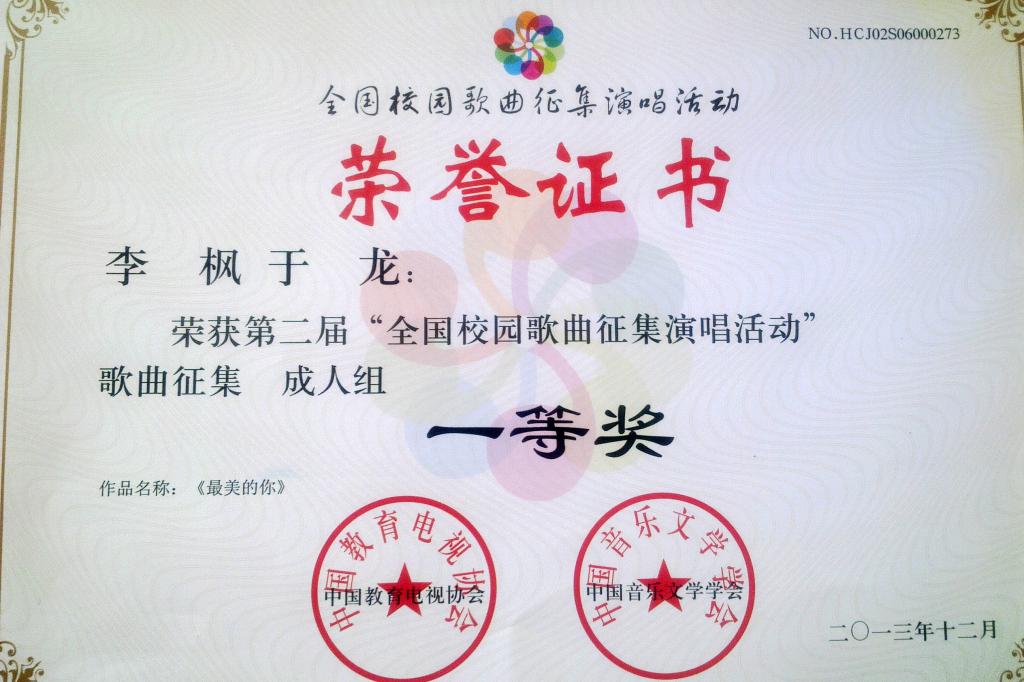 NO.HCJ02S06000273
全国校园歌曲征集演唱活动
荣誉证书
李 枫 于 龙：
荣获第二届“全国校园歌曲征集演唱活动”
歌曲征集 成人组
一等奖
作品名称：《最美的你》
中国教育电视协会
中国教育电视协会
中国音乐文学学会
中国音乐文学学会
二〇一三年十二月